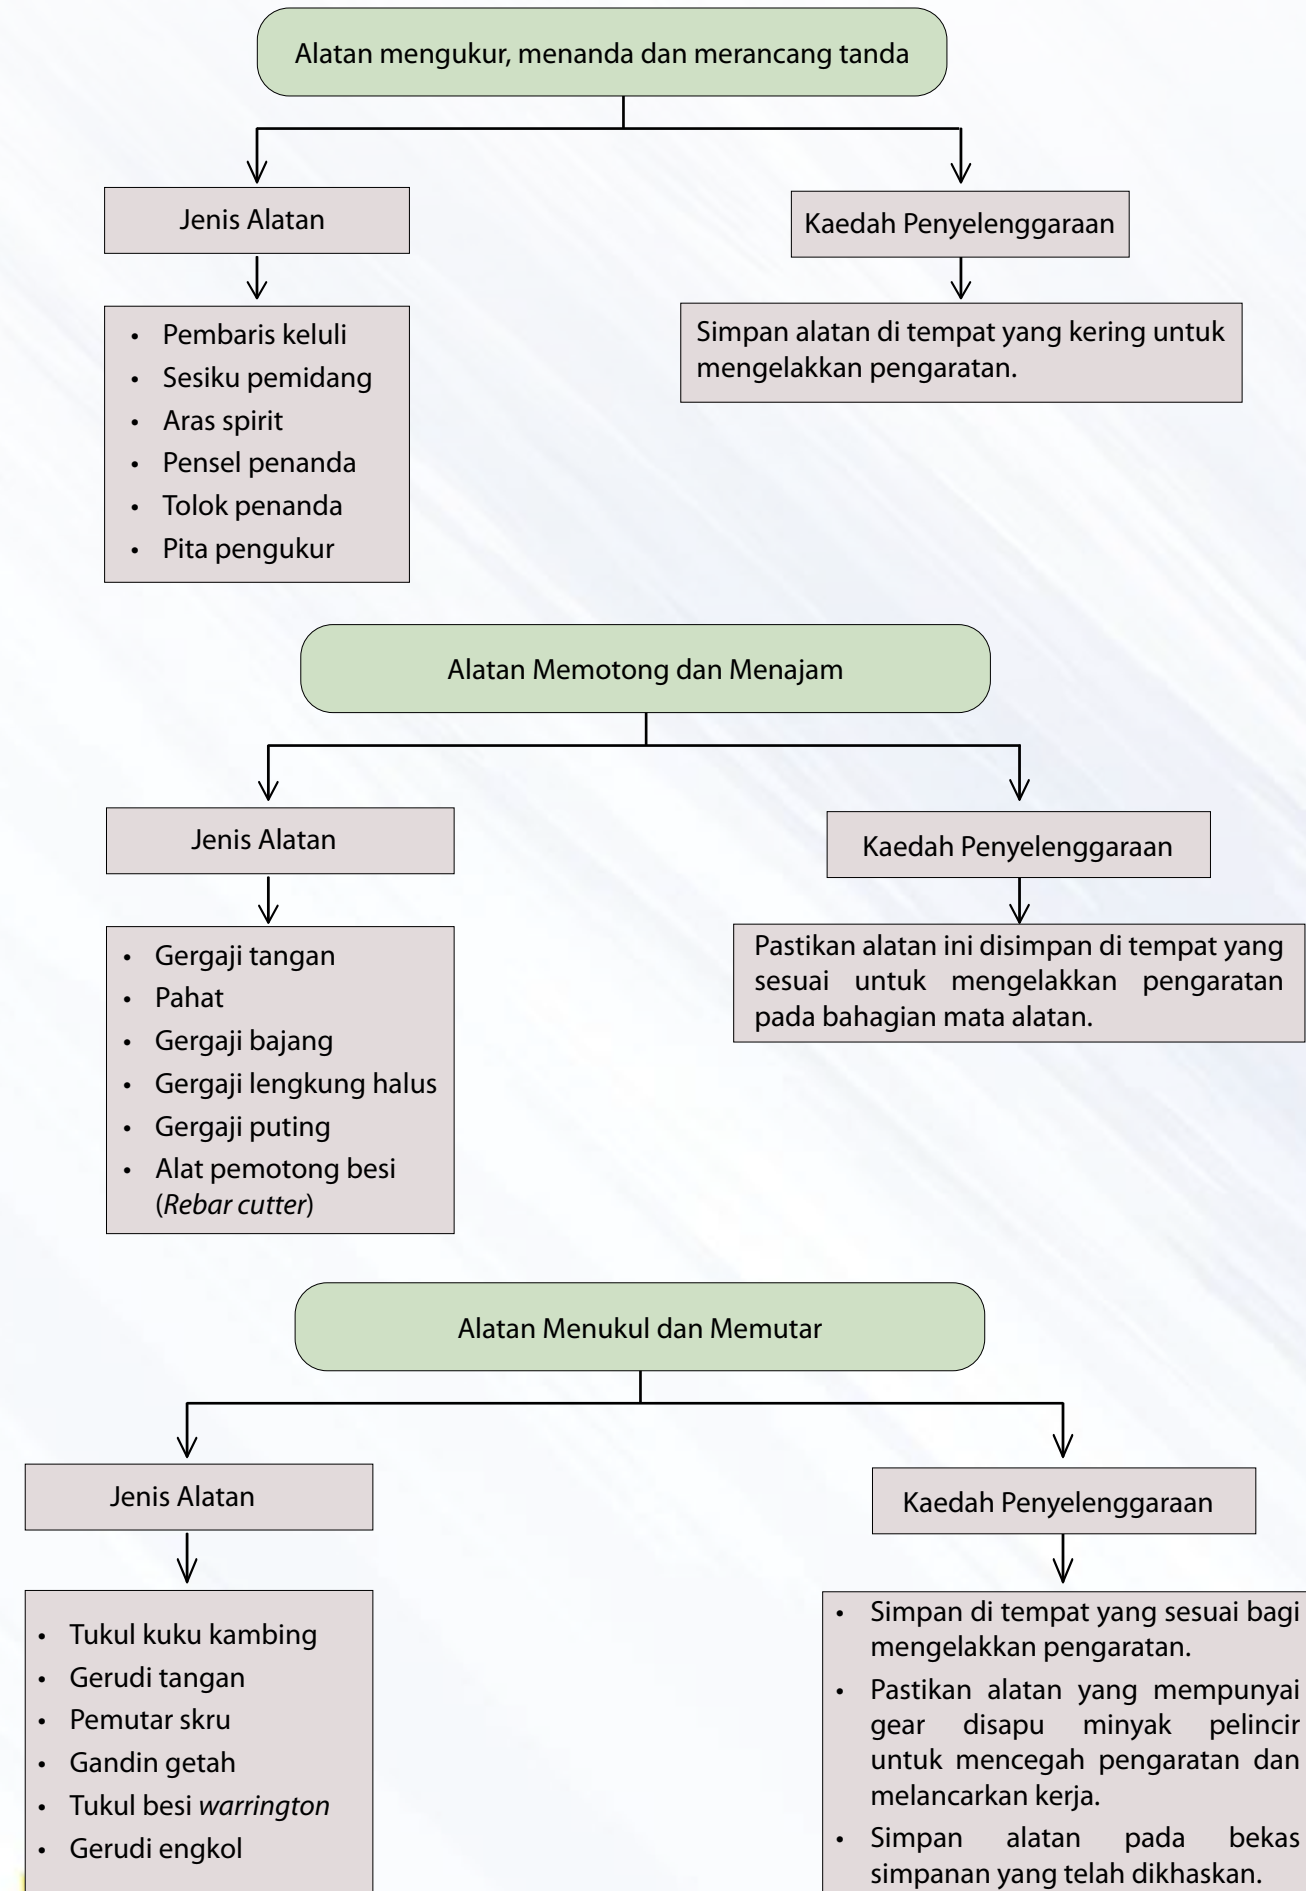 Alatan mengukur, menanda dan merancang tanda
Jenis Alatan
• Pembaris keluli
• Sesiku pemidang
• Aras spirit
• Pensel penanda
• Tolok penanda
• Pita pengukur
Kaedah Penyelenggaraan
Simpan alatan di tempat yang kering untuk
mengelakkan pengaratan.
Alatan Memotong dan Menajam
Jenis Alatan
• Gergaji tangan
• Pahat
• Gergaji bajang
• Gergaji lengkung halus
• Gergaji puting
• Alat pemotong besi
(Rebar cutter)
Kaedah Penyelenggaraan
Pastikan alatan ini disimpan di tempat yang
sesuai untuk mengelakkan pengaratan
pada bahagian mata alatan.
Alatan Menukul dan Memutar
Jenis Alatan
• Tukul kuku kambing
• Gerudi tangan
• Pemutar skru
• Gandin getah
• Tukul besi warrington
• Gerudi engkol
Kaedah Penyelenggaraan
• Simpan di tempat yang sesuai bagi
mengelakkan pengaratan.
• Pastikan alatan yang mempunyai
gear disapu minyak pelincir
untuk mencegah pengaratan dan
melancarkan kerja.
• Simpan alatan pada bekas
simpanan yang telah dikhaskan.